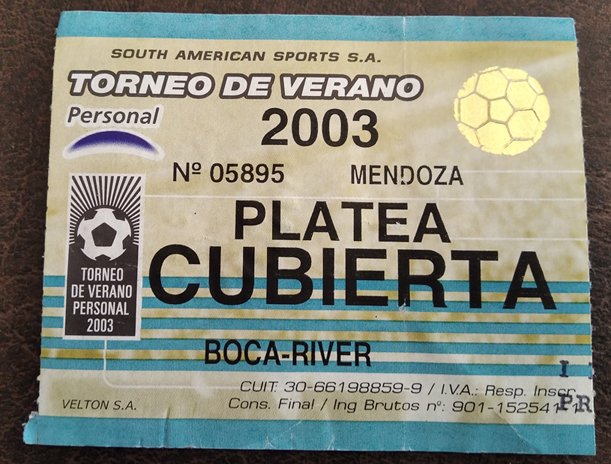 SOUTH AMERICAN SPORTS S.A.
TORNEO DE VERANO
Personal
2003
Nº 05895 MENDOZA
PLATEA
CUBIERTA
TORNEO
DE VERANO
PERSONAL
2003
BOCA-RIVER
CUIT: 30-66198859-9 / I.V.A.: Resp. Inscr.
VELTON S.A.
Cons. Final / Ing Brutos nº: 901-152541
PR